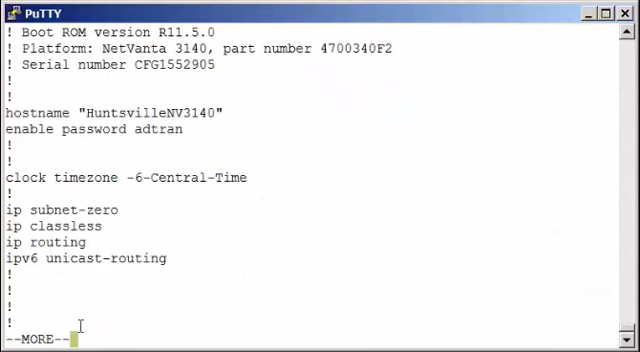 PuTTY
! Boot ROM version R11.5.0
! Platform: NetVanta 3140, part number 4700340F2
! Serial number CFG1552905
!
!
hostname "HuntsvilleNV3140"
enable password adtran
!
!
clock timezone -6-Central-Time
!
ip subnet-zero
ip classless
ip routing
ipv6 unicast-routing
!
!
!
!
--MORE--